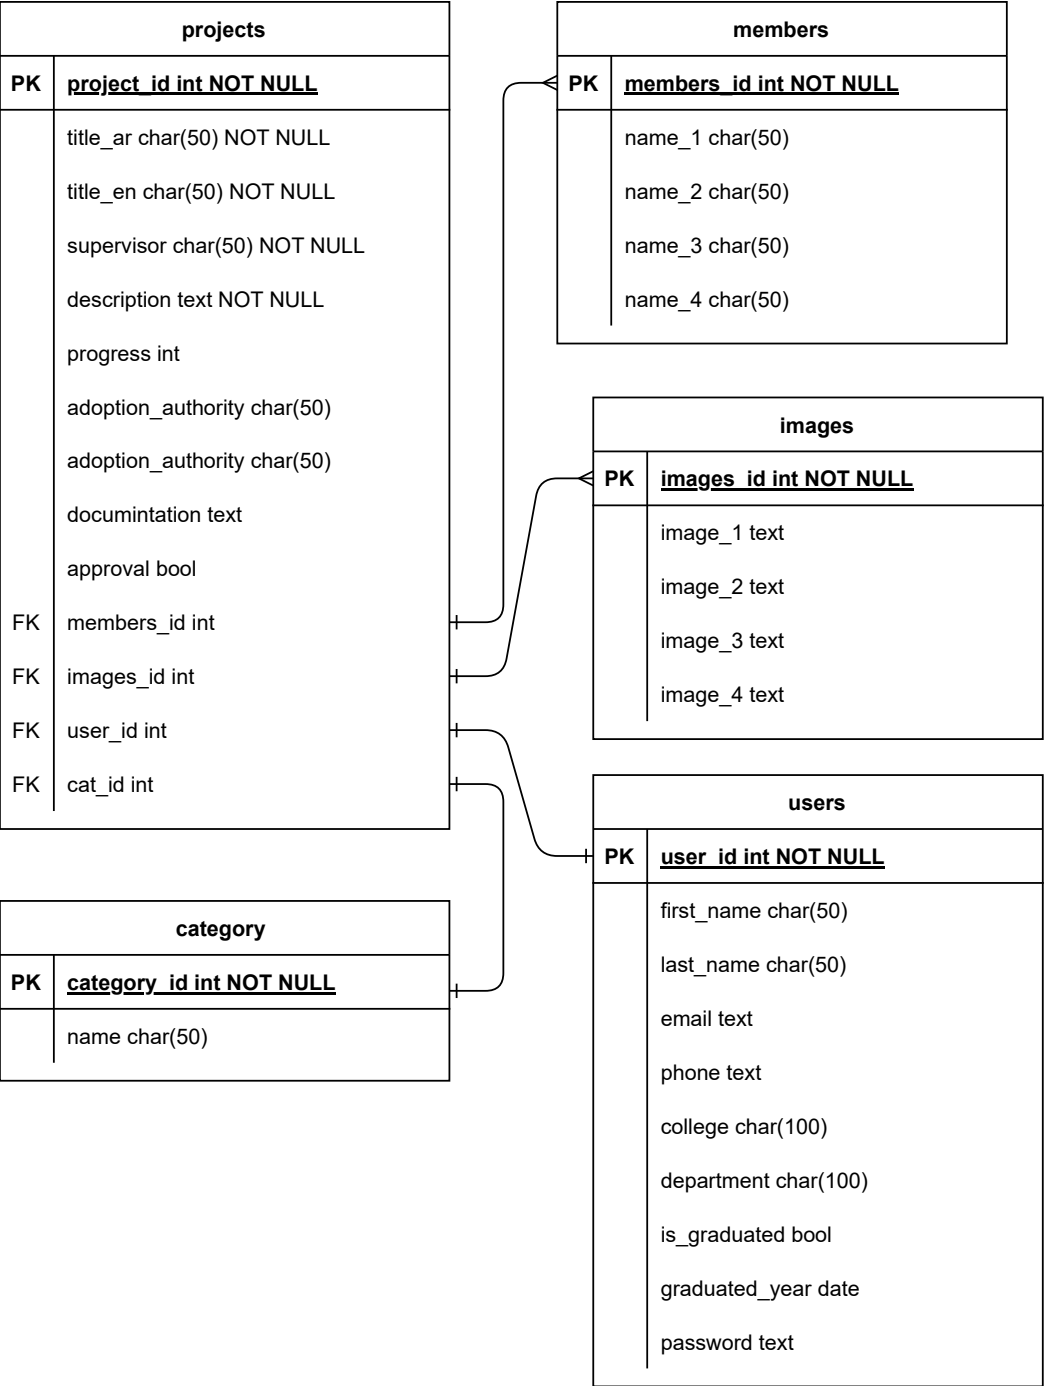 projects
PK project_id int NOT NULL
title_ar char(50) NOT NULL
title_en char(50) NOT NULL
supervisor char(50) NOT NULL
description text NOT NULL
progress int
adoption_authority char(50)
adoption_authority char(50)
documintation text
approval bool
FK members_id int
FK images_id int
FK user_id int
FK cat_id int
members
PK members_id int NOT NULL
name_1 char(50)
name_2 char(50)
name_3 char(50)
name_4 char(50)
images
PK images_id int NOT NULL
image_1 text
image_2 text
image_3 text
image_4 text
users
PK user_id int NOT NULL
first_name char(50)
last_name char(50)
email text
phone text
college char(100)
department char(100)
is_graduated bool
graduated_year date
password text
category
PK category_id int NOT NULL
name char(50)